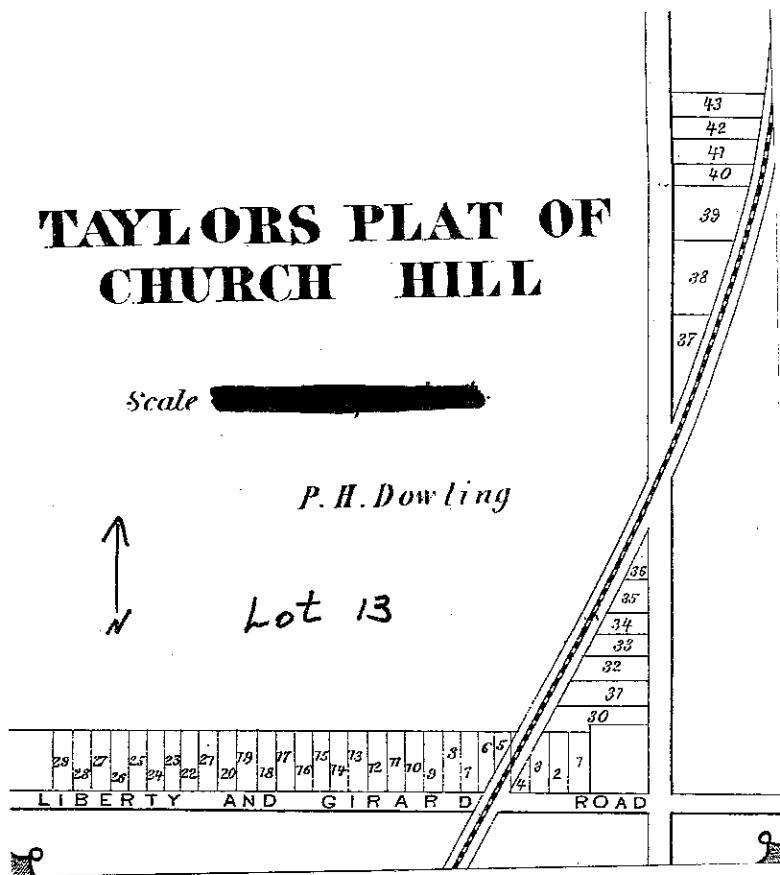 TAYLORS PLAT OF
CHURCH HILL
Scale
P. H. Dowling
N
Lot 13
43
42
41
40
39
38
37
36
35
34
33
32
31
30
29 28 27 26 25 24 23 22 21 20 19 18 17 16 15 14 13 12 11 10 9 8 7 6 5 4 3 2 1
LIBERTY AND GIRARD ROAD